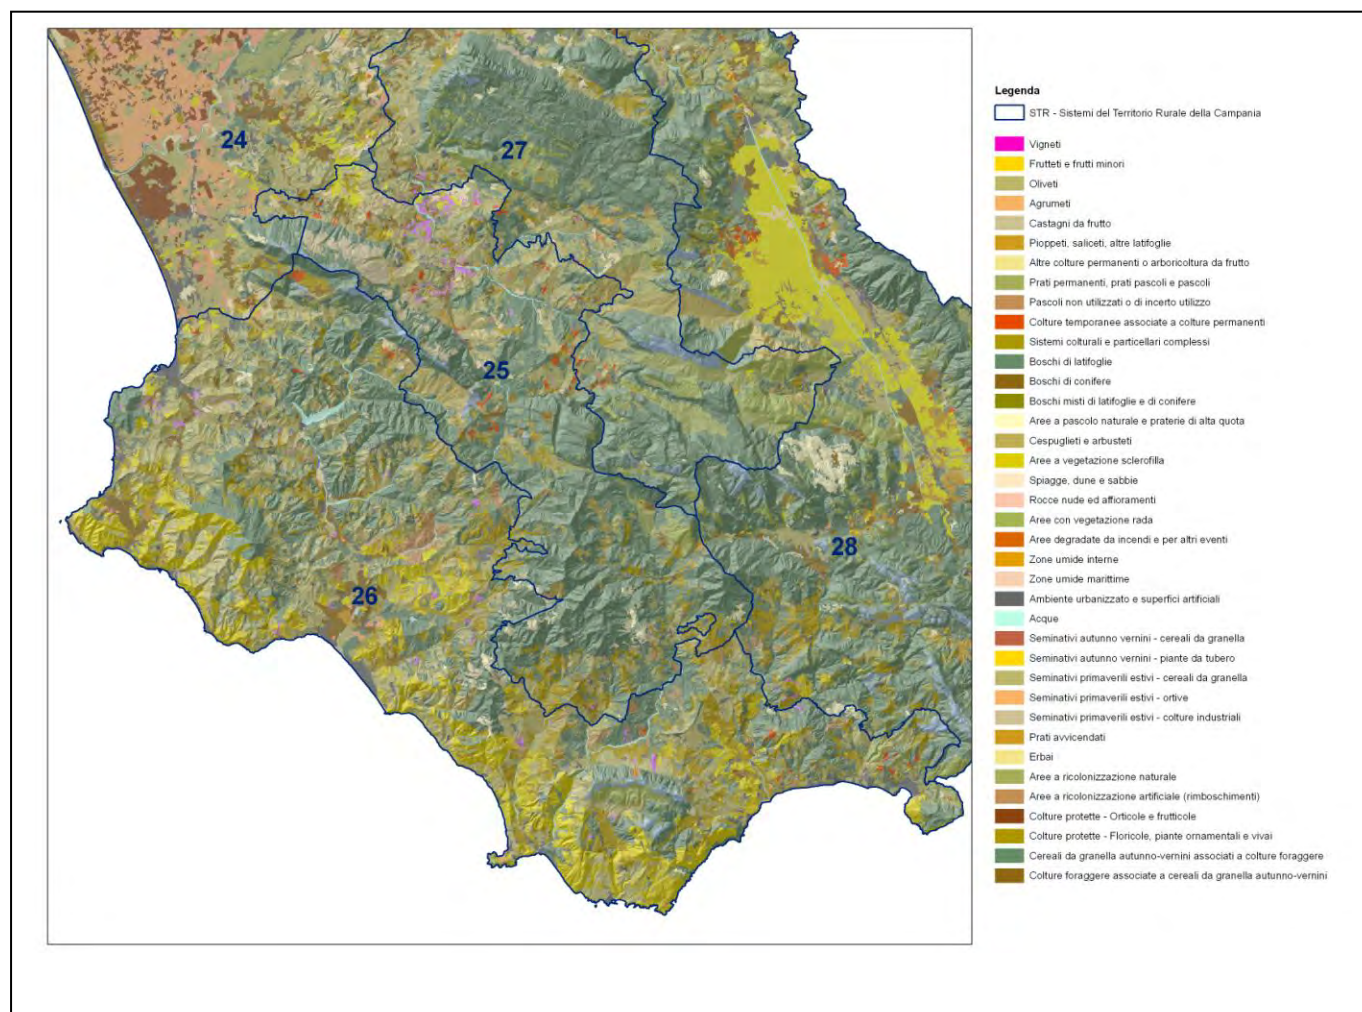 24
27
25
28
26
Legenda
STR - Sistemi del Territorio Rurale della Campania
Vigneti
Frutteti e frutti minori
Oliveti
Agrumeti
Castagni da frutto
Pioppeti, saliceti, altre latifoglie
Altre colture permanenti o arboricoltura da frutto
Prati permanenti, prati pascoli e pascoli
Pascoli non utilizzati o di incerto utilizzo
Colture temporanee associate a colture permanenti
Sistemi colturali e particellari complessi
Boschi di latifoglie
Boschi di conifere
Boschi misti di latifoglie e di conifere
Aree a pascolo naturale e praterie di alta quota
Cespuglieti e arbusteti
Aree a vegetazione sclerofilla
Spiagge, dune e sabbie
Rocce nude ed affioramenti
Aree con vegetazione rada
Aree degradate da incendi e per altri eventi
Zone umide interne
Zone umide marittime
Ambiente urbanizzato e superfici artificiali
Acque
Seminativi autunno vernini - cereali da granella
Seminativi autunno vernini - piante da tubero
Seminativi primaverili estivi - cereali da granella
Seminativi primaverili estivi - ortive
Seminativi primaverili estivi - colture industriali
Prati avvicendati
Erbai
Aree a ricolonizzazione naturale
Aree a ricolonizzazione artificiale (rimboschimenti)
Colture protette - Orticole e frutticole
Colture protette - Floricole, piante ornamentali e vivai
Cereali da granella autunno-vernini associati a colture foraggere
Colture foraggere associate a cereali da granella autunno-vernini